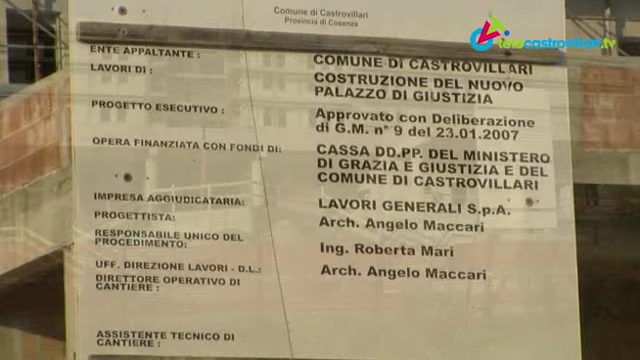 Comune di Castrovillari
Provincia di Cosenza
telecastrovillari.tv
ENTE APPALTANTE : COMUNE DI CASTROVILLARI
LAVORI DI : COSTRUZIONE DEL NUOVO
PALAZZO DI GIUSTIZIA
PROGETTO ESECUTIVO : Approvato con Deliberazione
di G.M. n° 9 del 23.01.2007
OPERA FINANZIATA CON FONDI DI: CASSA DD.PP. DEL MINISTERO
DI GRAZIA E GIUSTIZIA E DEL
COMUNE DI CASTROVILLARI
IMPRESA AGGIUDICATARIA: LAVORI GENERALI S.p.A.
PROGETTISTA: Arch. Angelo Maccari
RESPONSABILE UNICO DEL
PROCEDIMENTO: Ing. Roberta Mari
UFF. DIREZIONE LAVORI - D.L.: Arch. Angelo Maccari
DIRETTORE OPERATIVO DI
CANTIERE :
ASSISTENTE TECNICO DI
CANTIERE :